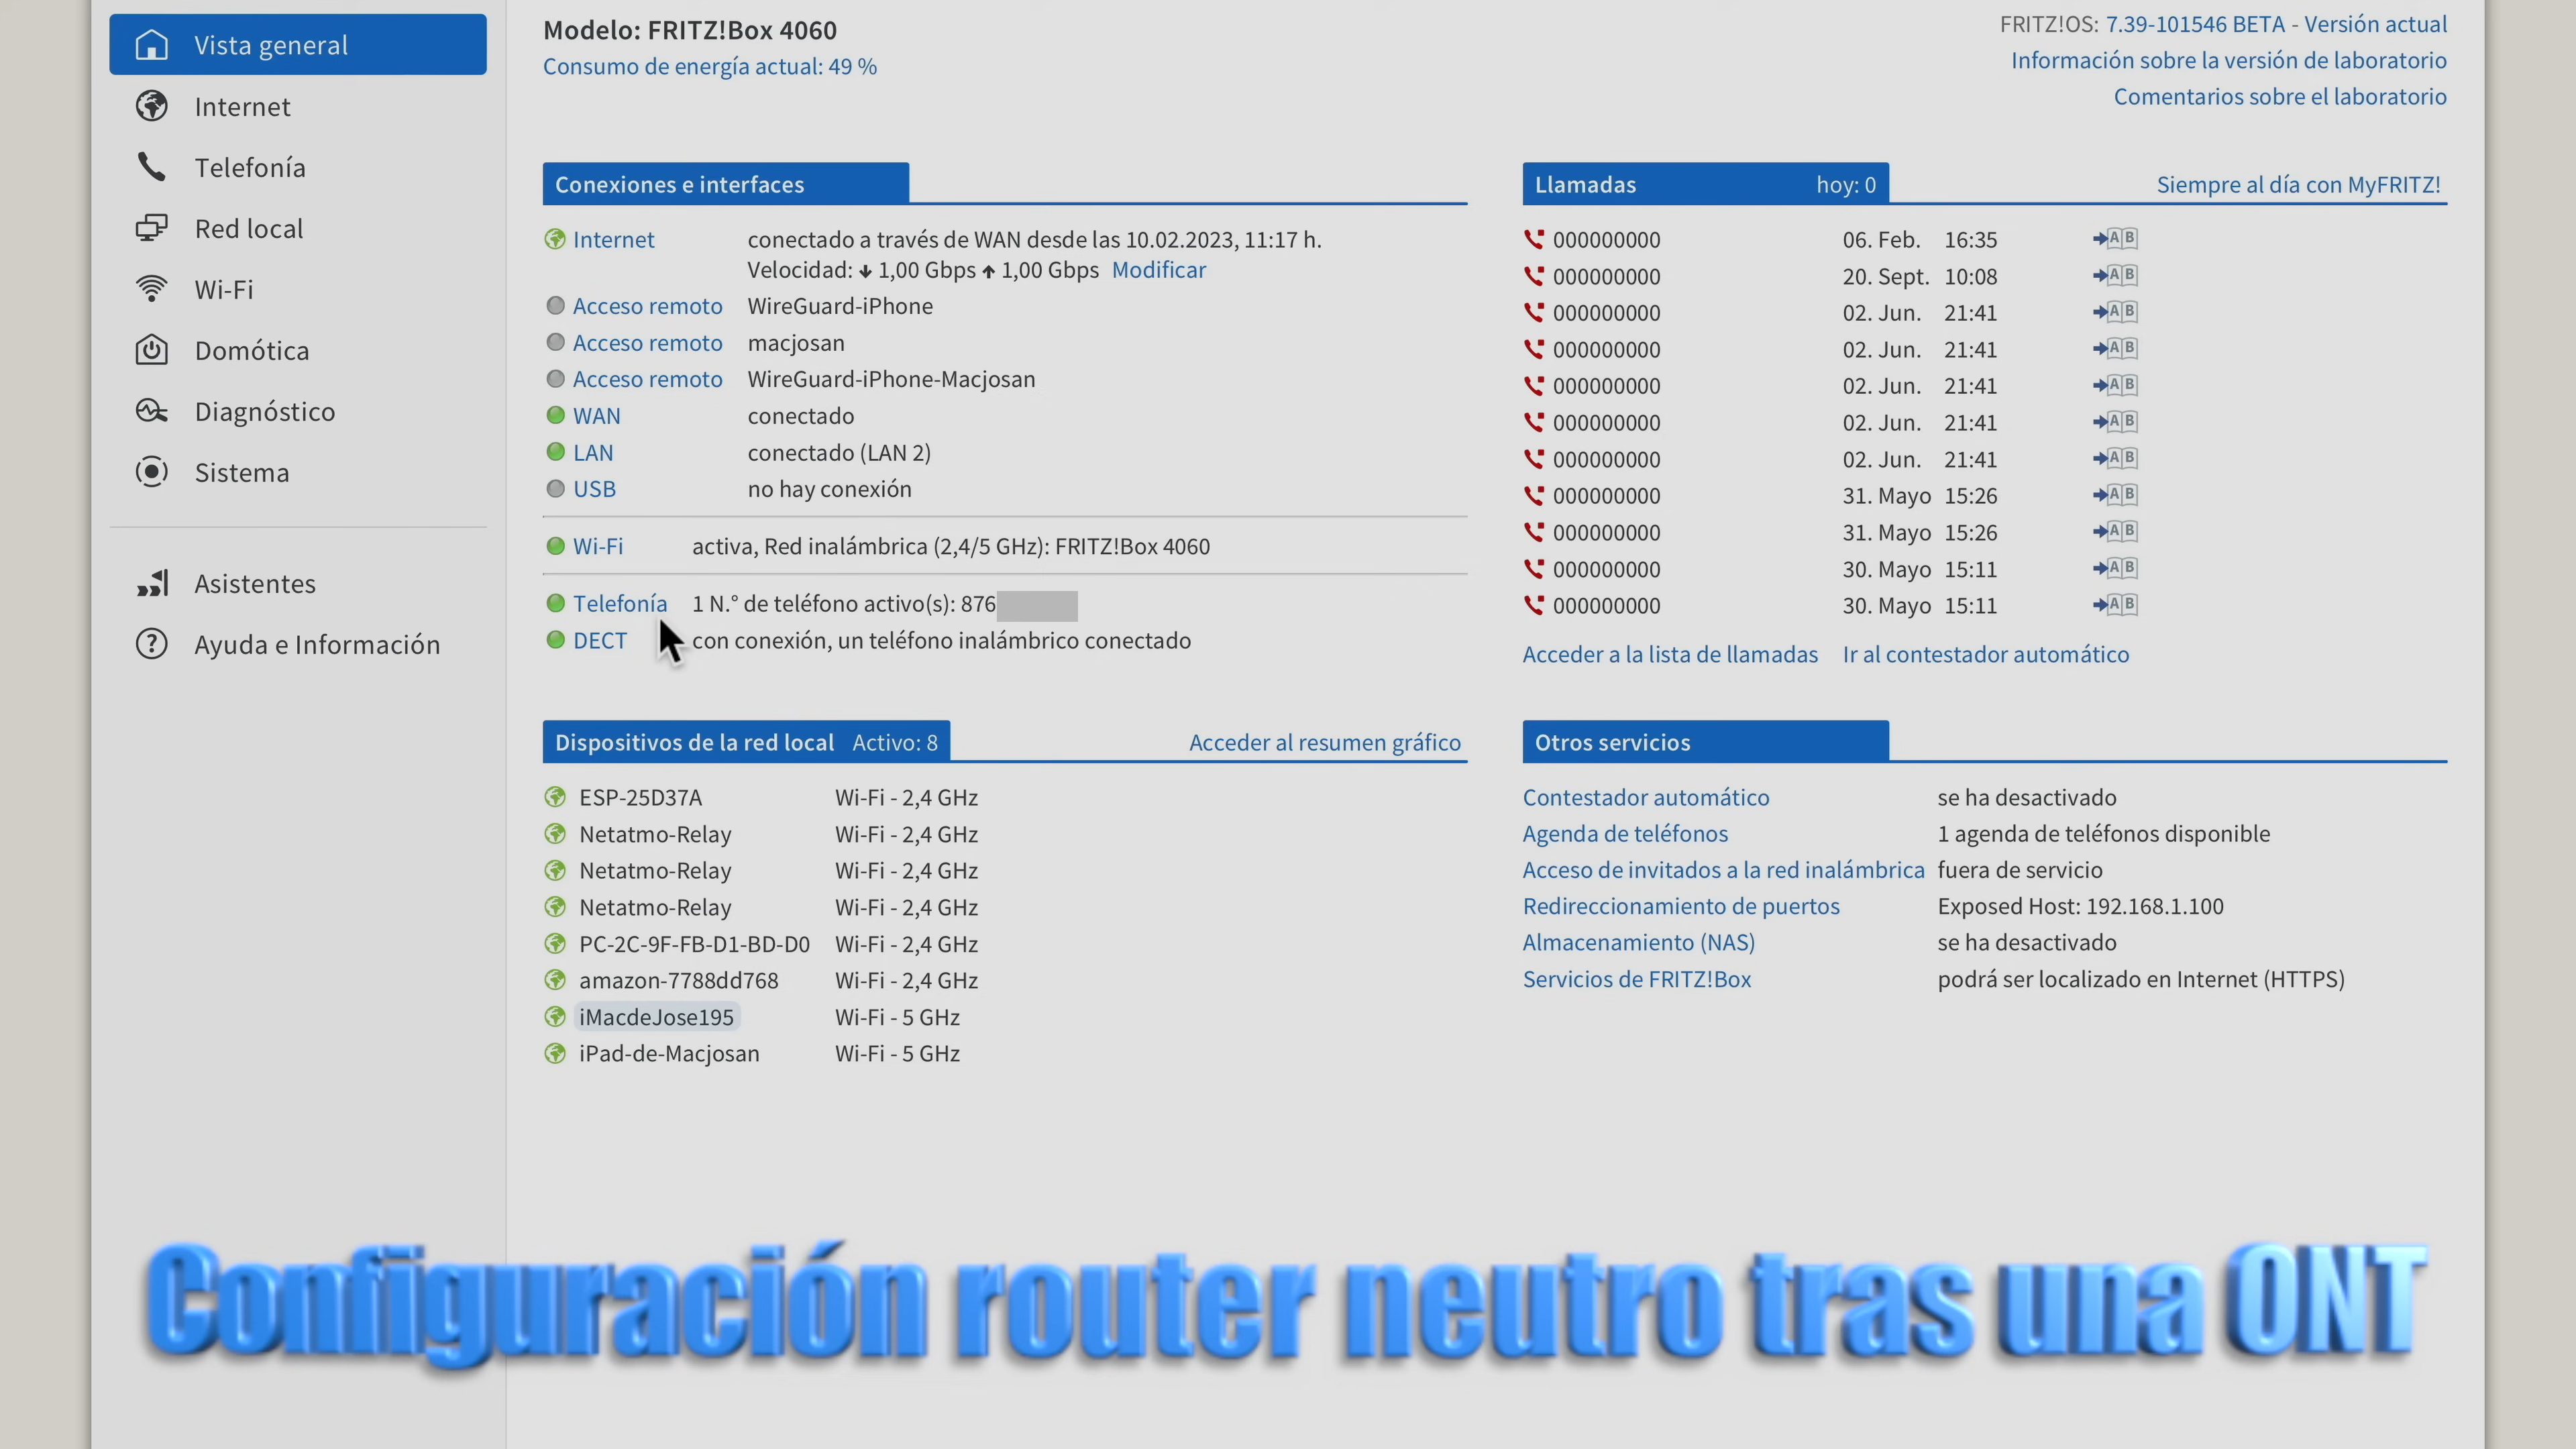 Vista general
Internet
Telefonía
Red local
Wi-Fi
Domótica
Diagnóstico
Sistema
Asistentes
Ayuda e Información
Modelo: FRITZ!Box 4060
Consumo de energía actual: 49 %
FRITZ!OS: 7.39-101546 BETA - Versión actual
Información sobre la versión de laboratorio
Comentarios sobre el laboratorio
Conexiones e interfaces
Internet conectado a través de WAN desde las 10.02.2023, 11:17 h.
Velocidad: 1,00 Gbps 1,00 Gbps Modificar
Acceso remoto WireGuard-iPhone
Acceso remoto macjosan
Acceso remoto WireGuard-iPhone-Macjosan
WAN conectado
LAN conectado (LAN 2)
USB no hay conexión
Wi-Fi activa, Red inalámbrica (2,4/5 GHz): FRITZ!Box 4060
Telefonía 1 N.° de teléfono activo(s): 876
DECT con conexión, un teléfono inalámbrico conectado
Llamadas hoy: 0 Siempre al día con MyFRITZ!
000000000 06. Feb. 16:35 A B
000000000 20. Sept. 10:08 A B
000000000 02. Jun. 21:41 A B
000000000 02. Jun. 21:41 A B
000000000 02. Jun. 21:41 A B
000000000 02. Jun. 21:41 A B
000000000 02. Jun. 21:41 A B
000000000 31. Mayo 15:26 A B
000000000 31. Mayo 15:26 A B
000000000 30. Mayo 15:11 A B
000000000 30. Mayo 15:11 A B
Acceder a la lista de llamadas Ir al contestador automático
Dispositivos de la red local Activo: 8 Acceder al resumen gráfico
ESP-25D37A Wi-Fi - 2,4 GHz
Netatmo-Relay Wi-Fi - 2,4 GHz
Netatmo-Relay Wi-Fi - 2,4 GHz
Netatmo-Relay Wi-Fi - 2,4 GHz
PC-2C-9F-FB-D1-BD-D0 Wi-Fi - 2,4 GHz
amazon-7788dd768 Wi-Fi - 2,4 GHz
iMacdeJose195 Wi-Fi - 5 GHz
iPad-de-Macjosan Wi-Fi - 5 GHz
Otros servicios
Contestador automático se ha desactivado
Agenda de teléfonos 1 agenda de teléfonos disponible
Acceso de invitados a la red inalámbrica fuera de servicio
Redireccionamiento de puertos Exposed Host: 192.168.1.100
Almacenamiento (NAS) se ha desactivado
Servicios de FRITZ!Box podrá ser localizado en Internet (HTTPS)
Configuración router neutro tras una ONT